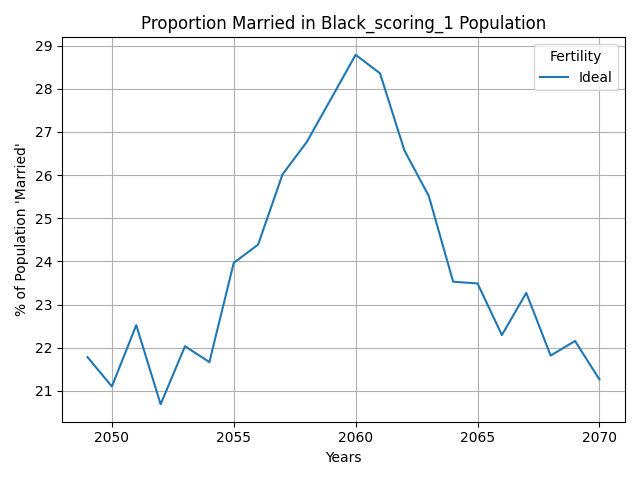 Proportion Married in Black_scoring_1 Population
Fertility
Ideal
% of Population 'Married'
29
28
27
26
25
24
23
22
21
2050 2055 2060 2065 2070
Years